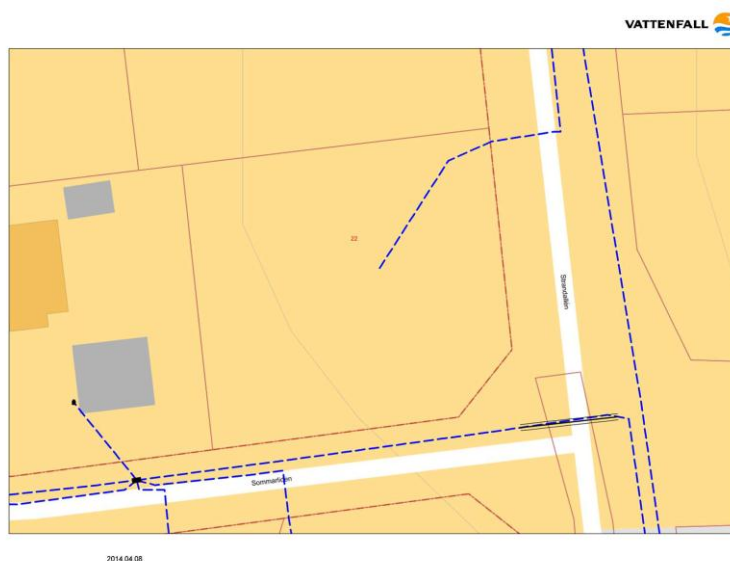 VATTENFALL
22
Strandallén
Sommarliden
2014.04.08